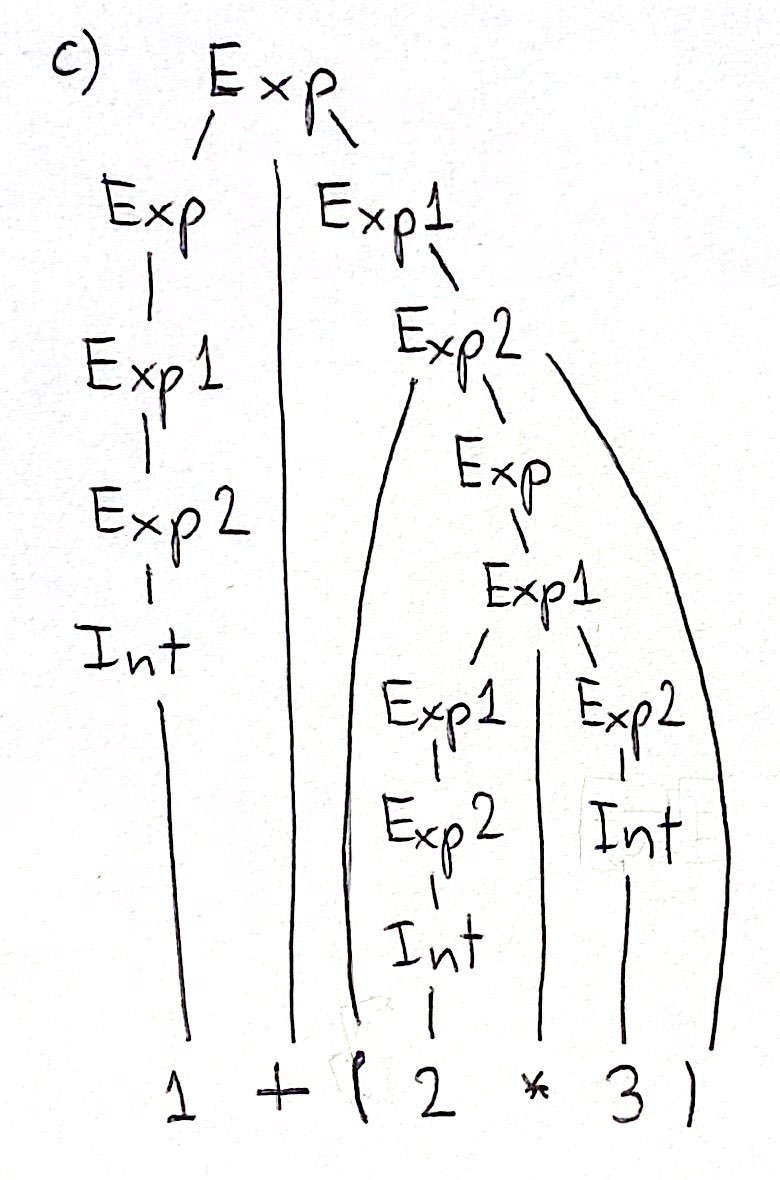 c) Exp
Exp Exp1
Exp1 Exp2
Exp
Exp2
Exp1
Int
Exp1 Exp2
Exp2 Int
Int
1 + ( 2 * 3 )